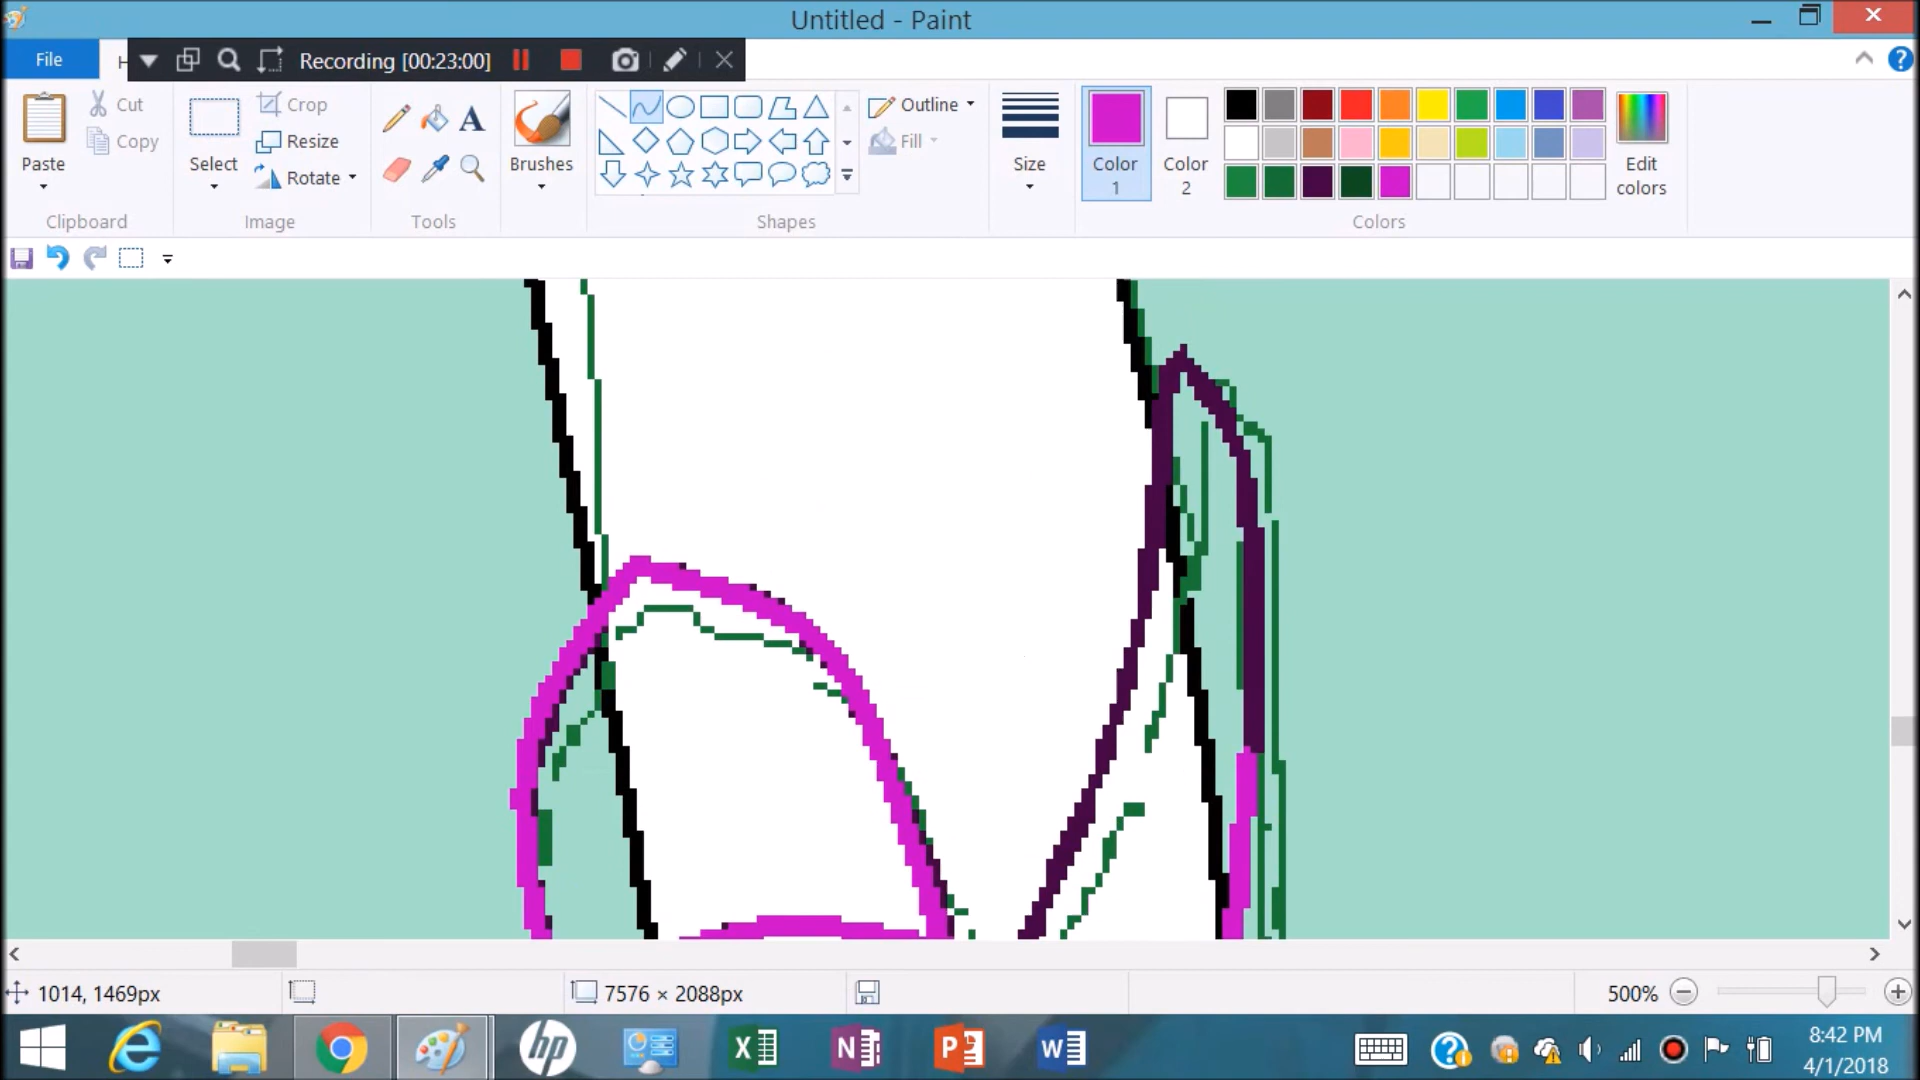 Untitled - Paint
File
H
Recording [00:23:00]
Cut
Copy
Paste
Clipboard
Crop
Resize
Rotate
Select
Image
A
Tools
Brushes
Outline
Fill
Shapes
Size
Color 1
Color 2
Edit colors
Colors
1014, 1469px
7576 × 2088px
500%
hp
X
N
P
W
8:42 PM
4/1/2018